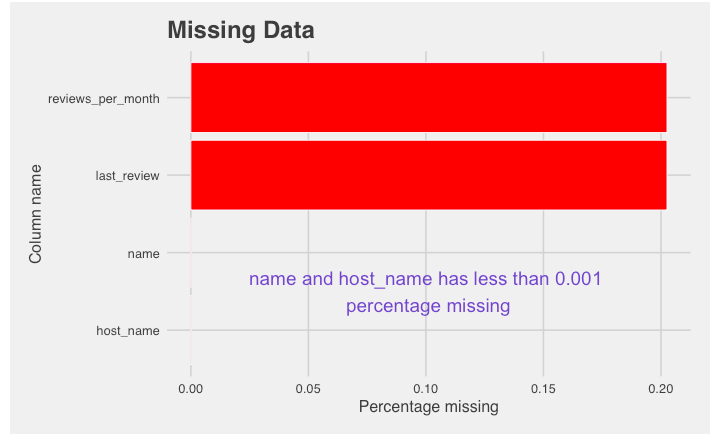 Missing Data
reviews_per_month
last_review
name
host_name
Column name
name and host_name has less than 0.001
percentage missing
0.00
0.05
0.10
0.15
0.20
Percentage missing